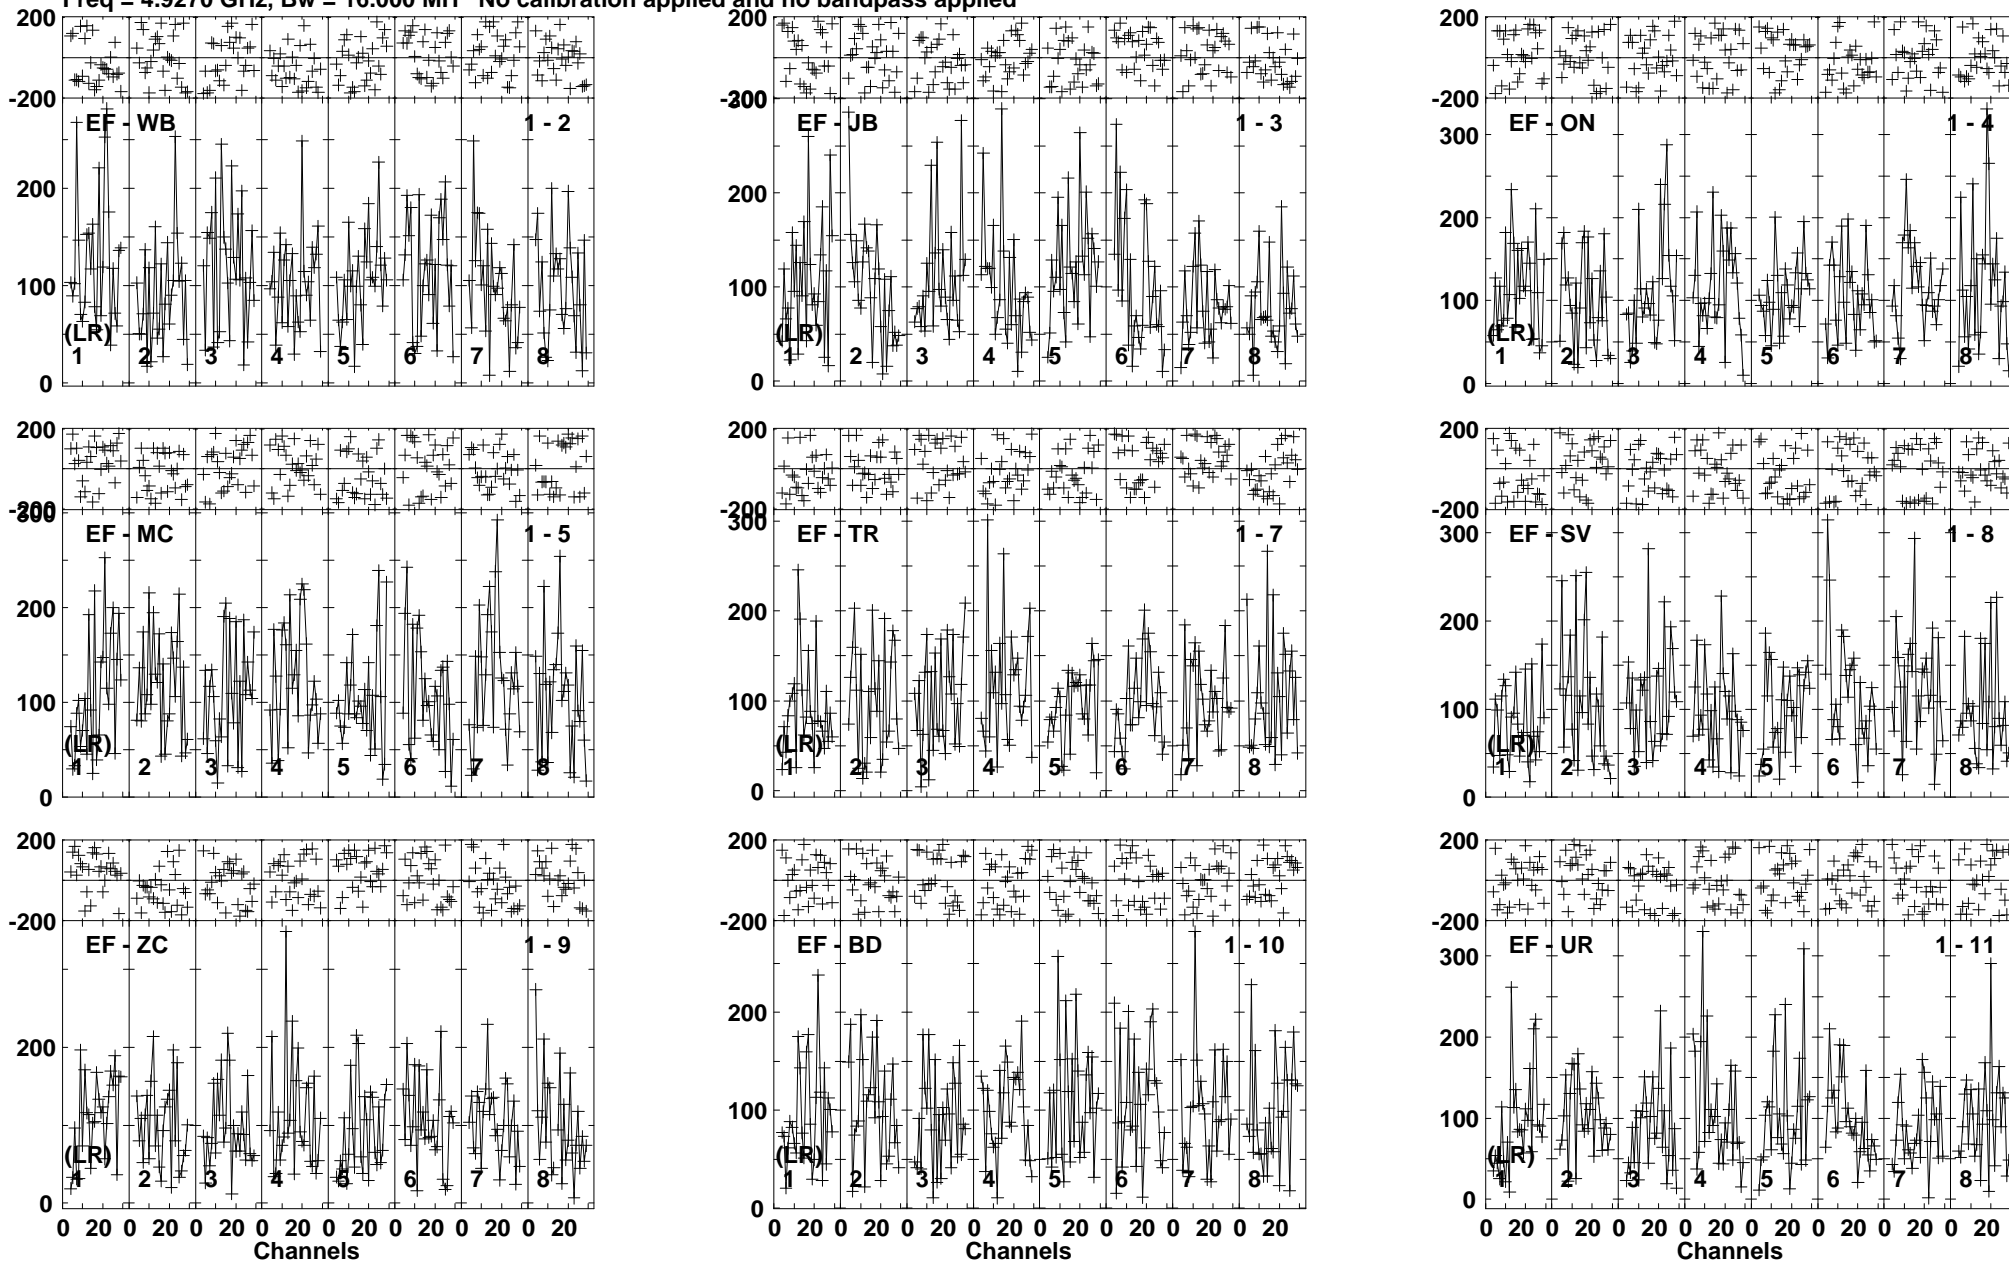 Freq = 4.9270 GHz, Bw = 16.000 MH No calibration applied and no bandpass applied
200 200 200
-200 -200 300 -200
EF - WB 1 - 2 EF - JB 1 - 3 EF - ON 1 - 4
300
200 200 200
100 100 100
(LR) (LR) (LR)
1 2 3 4 5 6 7 8 1 2 3 4 5 6 7 8 1 2 3 4 5 6 7 8
0 0 0
200 200 200
-200 300 -200 300 -200
EF - MC 1 - 5 EF - TR 1 - 7 EF - SV 1 - 8
300
200 200 200
100 100 100
(LR) (LR) (LR)
1 2 3 4 5 6 7 8 1 2 3 4 5 6 7 8 1 2 3 4 5 6 7 8
0 0 0
200 200 200
-200 -200 -200
EF - ZC 1 - 9 EF - BD 1 - 10 EF - UR 1 - 11
300
200 200 200
100 100
(LR) (LR) (LR)
1 2 3 4 5 6 7 8 1 2 3 4 5 6 7 8 1 2 3 4 5 6 7 8
0 0 0
0 20 0 20 0 20 0 20 0 20 0 20 0 20 0 20 0 20 0 20 0 20 0 20 0 20 0 20 0 20 0 20 0 20 0 20 0 20 0 20 0 20 0 20 0 20 0 20
Channels Channels Channels